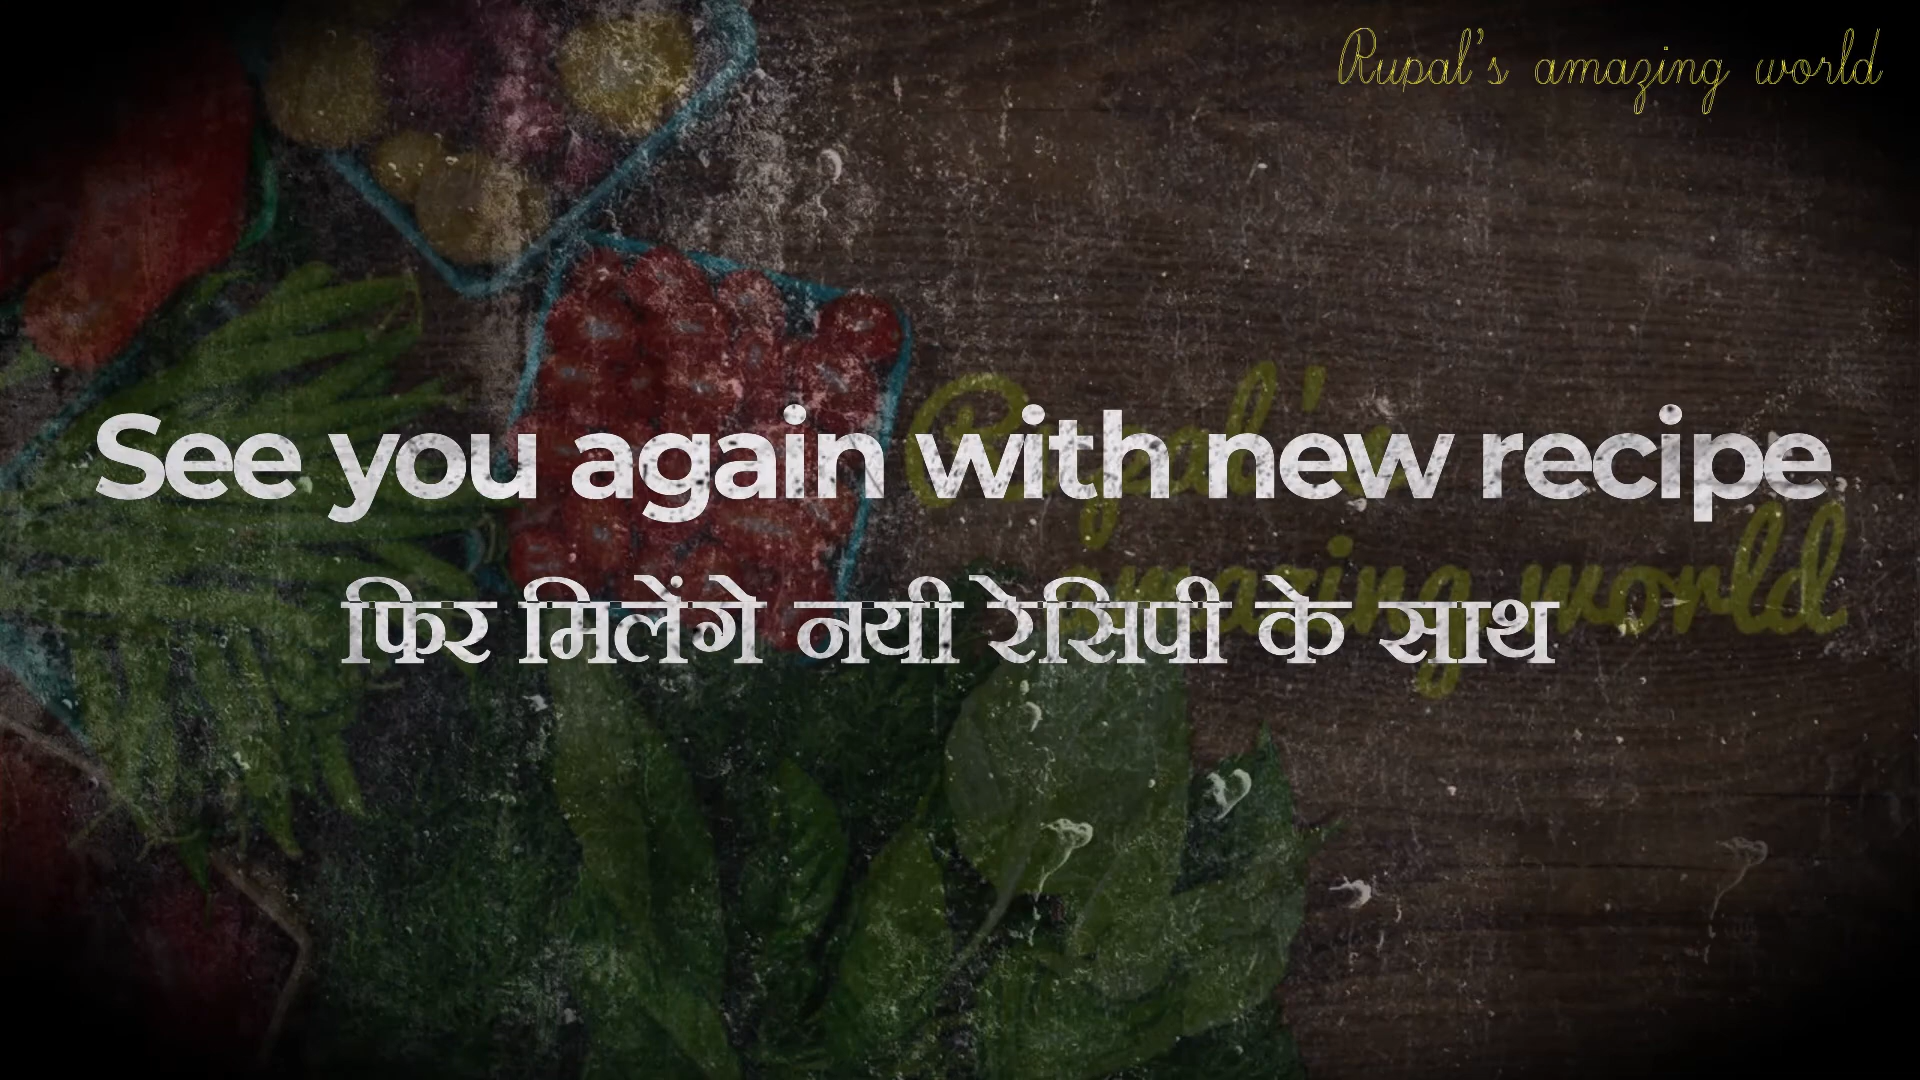 Rupal's amazing world
See you again with new recipe
फिर मिलेंगे नयी रेसिपी के साथ
Rupal's
amazing world